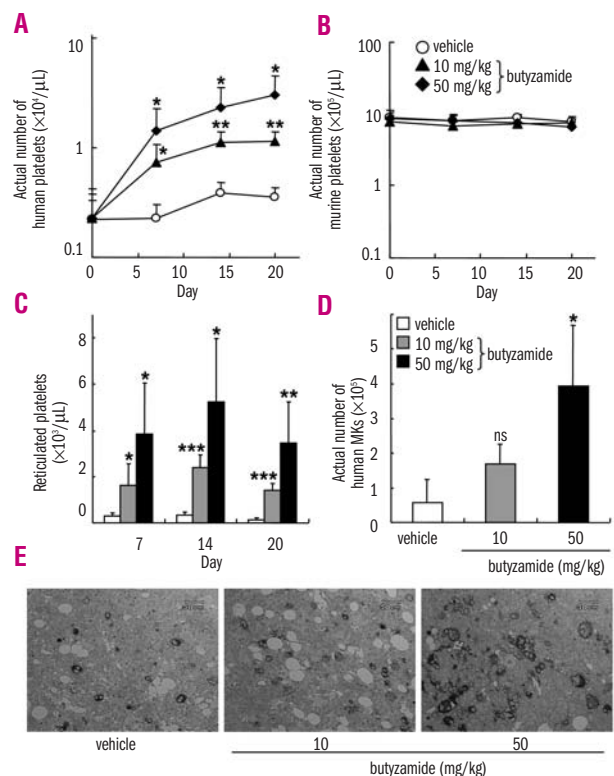 A
Actual number of
human platelets (×10⁴/μL)
10
1
0.1
* * *
* ** **
0 5 10 15 20
Day
B
Actual number of
murine platelets (×10⁵/μL)
100
10
1
0.1
0 5 10 15 20
Day
vehicle
10 mg/kg
50 mg/kg
butyzamide
C
Reticulated platelets
(×10³/μL)
8
6
4
2
0
* * **
* *** ***
7 14 20
Day
vehicle
10 mg/kg
50 mg/kg
butyzamide
D
Actual number of
human MKs (×10⁵)
5
4
3
2
1
0
ns
*
vehicle 10 50
butyzamide (mg/kg)
E
vehicle 10 50
butyzamide (mg/kg)